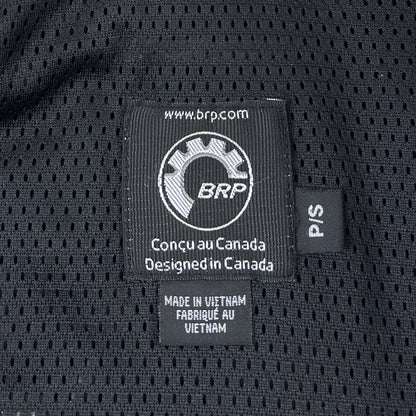 www.brp.com
BRP
P/S
Conçu au Canada
Designed in Canada
MADE IN VIETNAM
FABRIQUÉ AU
VIETNAM